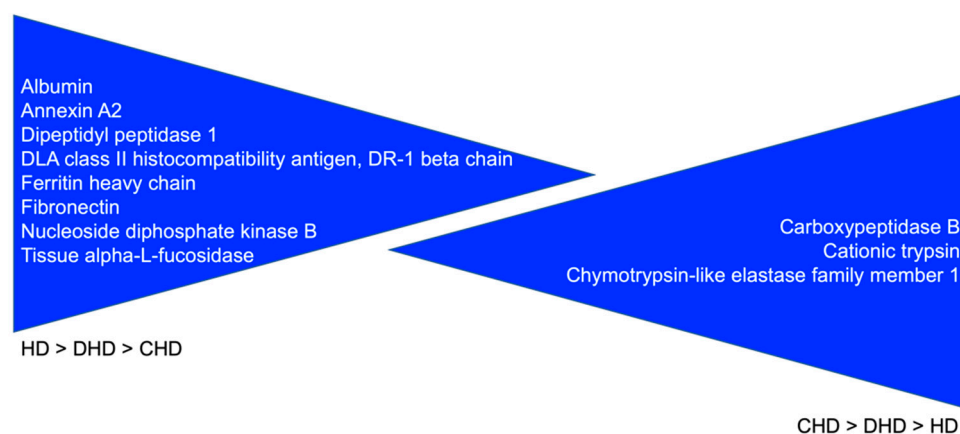 Albumin
Annexin A2
Dipeptidyl peptidase 1
DLA class II histocompatibility antigen, DR-1 beta chain
Ferritin heavy chain
Fibronectin
Nucleoside diphosphate kinase B
Tissue alpha-L-fucosidase
HD > DHD > CHD
Carboxypeptidase B
Cationic trypsin
Chymotrypsin-like elastase family member 1
CHD > DHD > HD